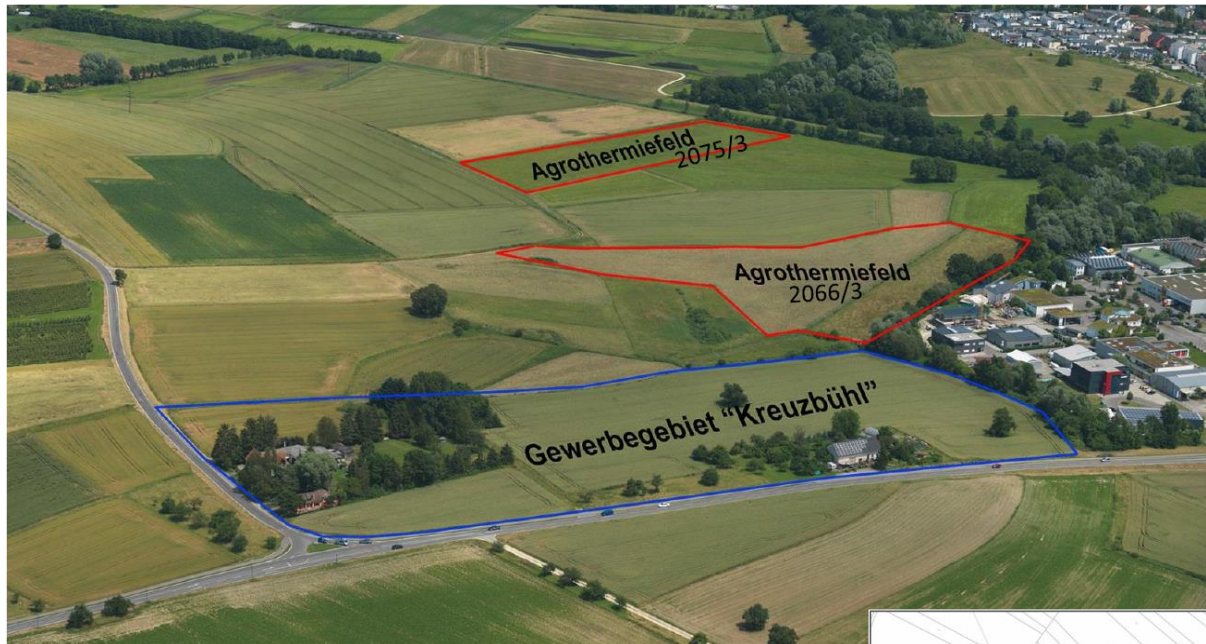 Agrothermiefeld
2075/3
Agrothermiefeld
2066/3
Gewerbegebiet "Kreuzbühl"